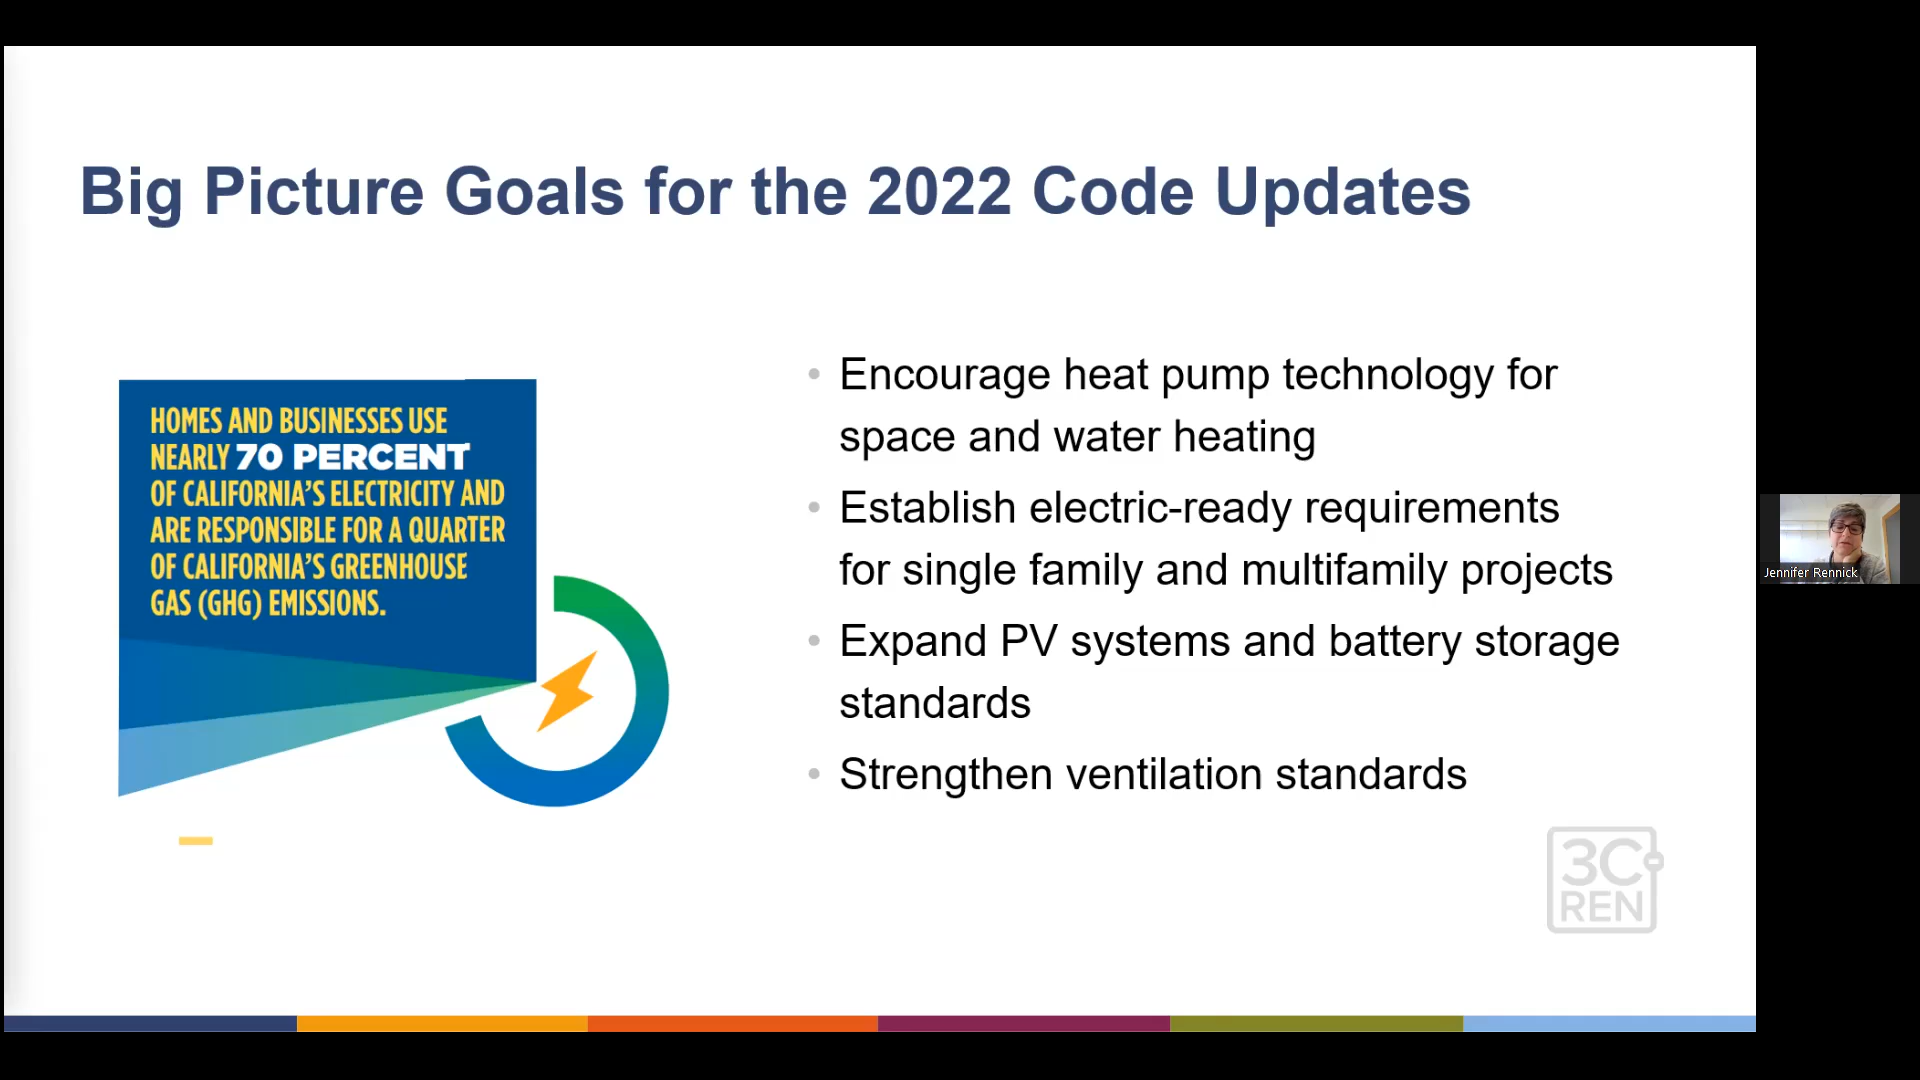 Big Picture Goals for the 2022 Code Updates
HOMES AND BUSINESSES USE
NEARLY 70 PERCENT
OF CALIFORNIA'S ELECTRICITY AND
ARE RESPONSIBLE FOR A QUARTER
OF CALIFORNIA'S GREENHOUSE
GAS (GHG) EMISSIONS.
• Encourage heat pump technology for
space and water heating
• Establish electric-ready requirements
for single family and multifamily projects
• Expand PV systems and battery storage
standards
• Strengthen ventilation standards
3C-
REN
Jennifer Rennick